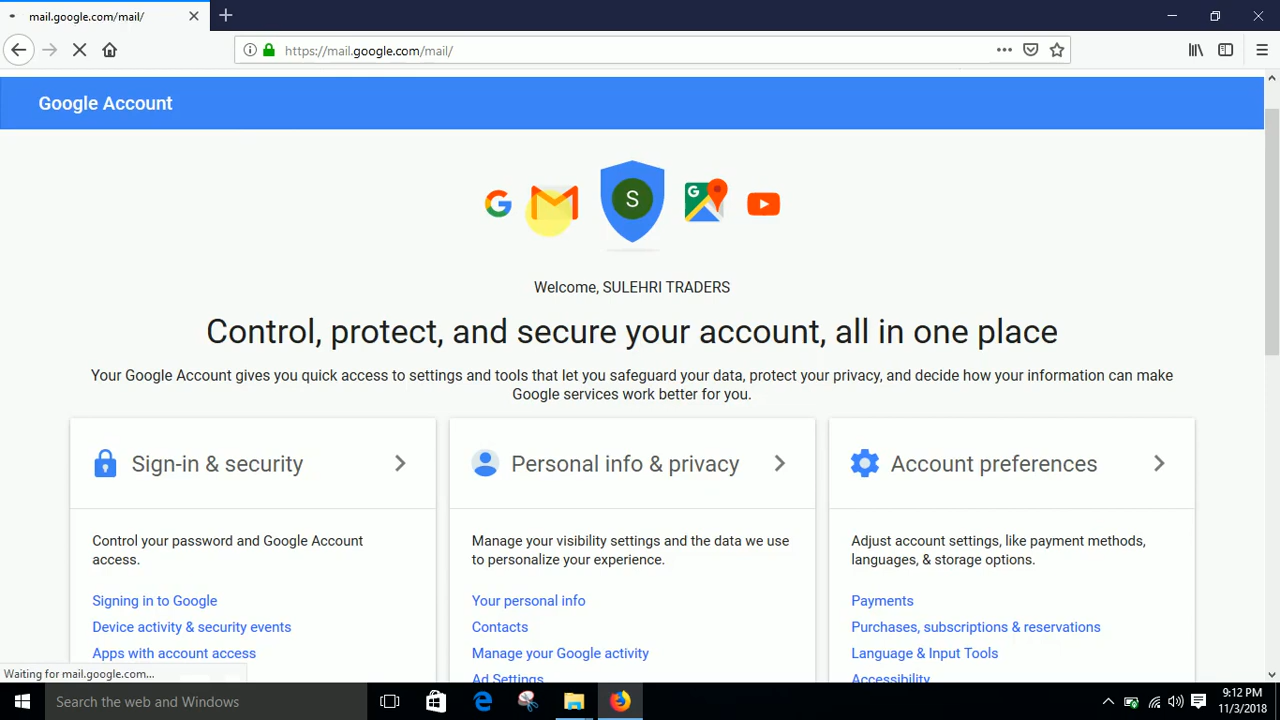 mail.google.com/mail/
https://mail.google.com/mail/
Google Account
G
S
G
Welcome, SULEHRI TRADERS
Control, protect, and secure your account, all in one place
Your Google Account gives you quick access to settings and tools that let you safeguard your data, protect your privacy, and decide how your information can make
Google services work better for you.
Sign-in & security
Control your password and Google Account
access.
Signing in to Google
Device activity & security events
Apps with account access
Personal info & privacy
Manage your visibility settings and the data we use
to personalize your experience.
Your personal info
Contacts
Manage your Google activity
Ad Settings
Account preferences
Adjust account settings, like payment methods,
languages, & storage options.
Payments
Purchases, subscriptions & reservations
Language & Input Tools
Accessibility
Waiting for mail.google.com...
Search the web and Windows
9:12 PM
11/3/2018